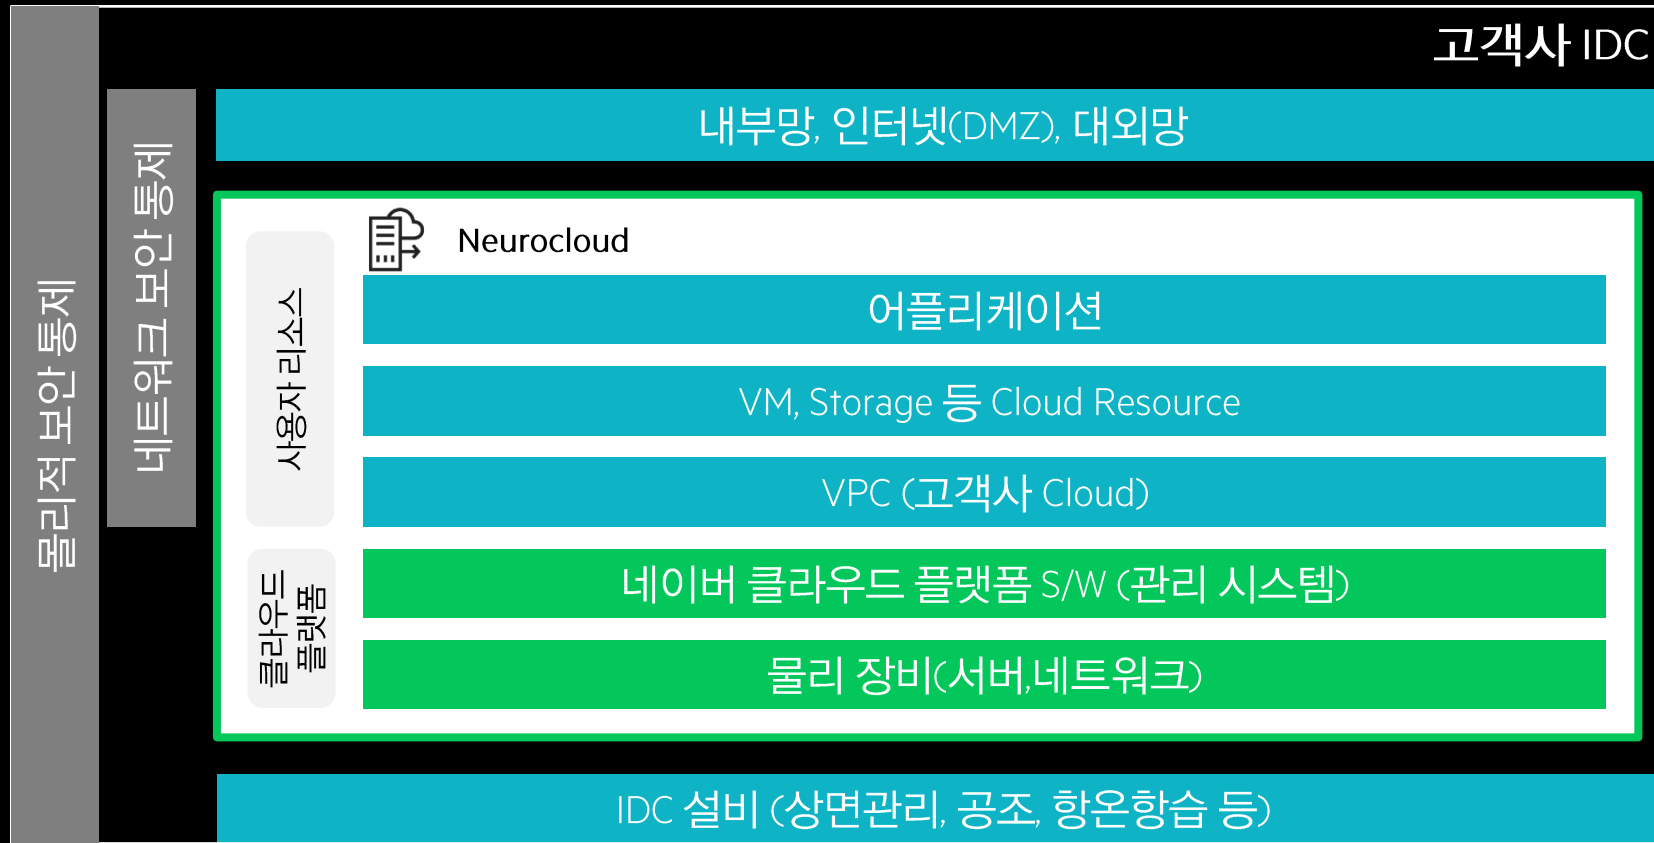 고객사 IDC
물리적 보안 통제
네트워크 보안 통제
내부망, 인터넷(DMZ), 대외망
Neurocloud
사용자 리소스
어플리케이션
VM, Storage 등 Cloud Resource
VPC (고객사 Cloud)
클라우드
플랫폼
네이버 클라우드 플랫폼 S/W (관리 시스템)
물리 장비(서버,네트워크)
IDC 설비 (상면관리, 공조, 항온항습 등)